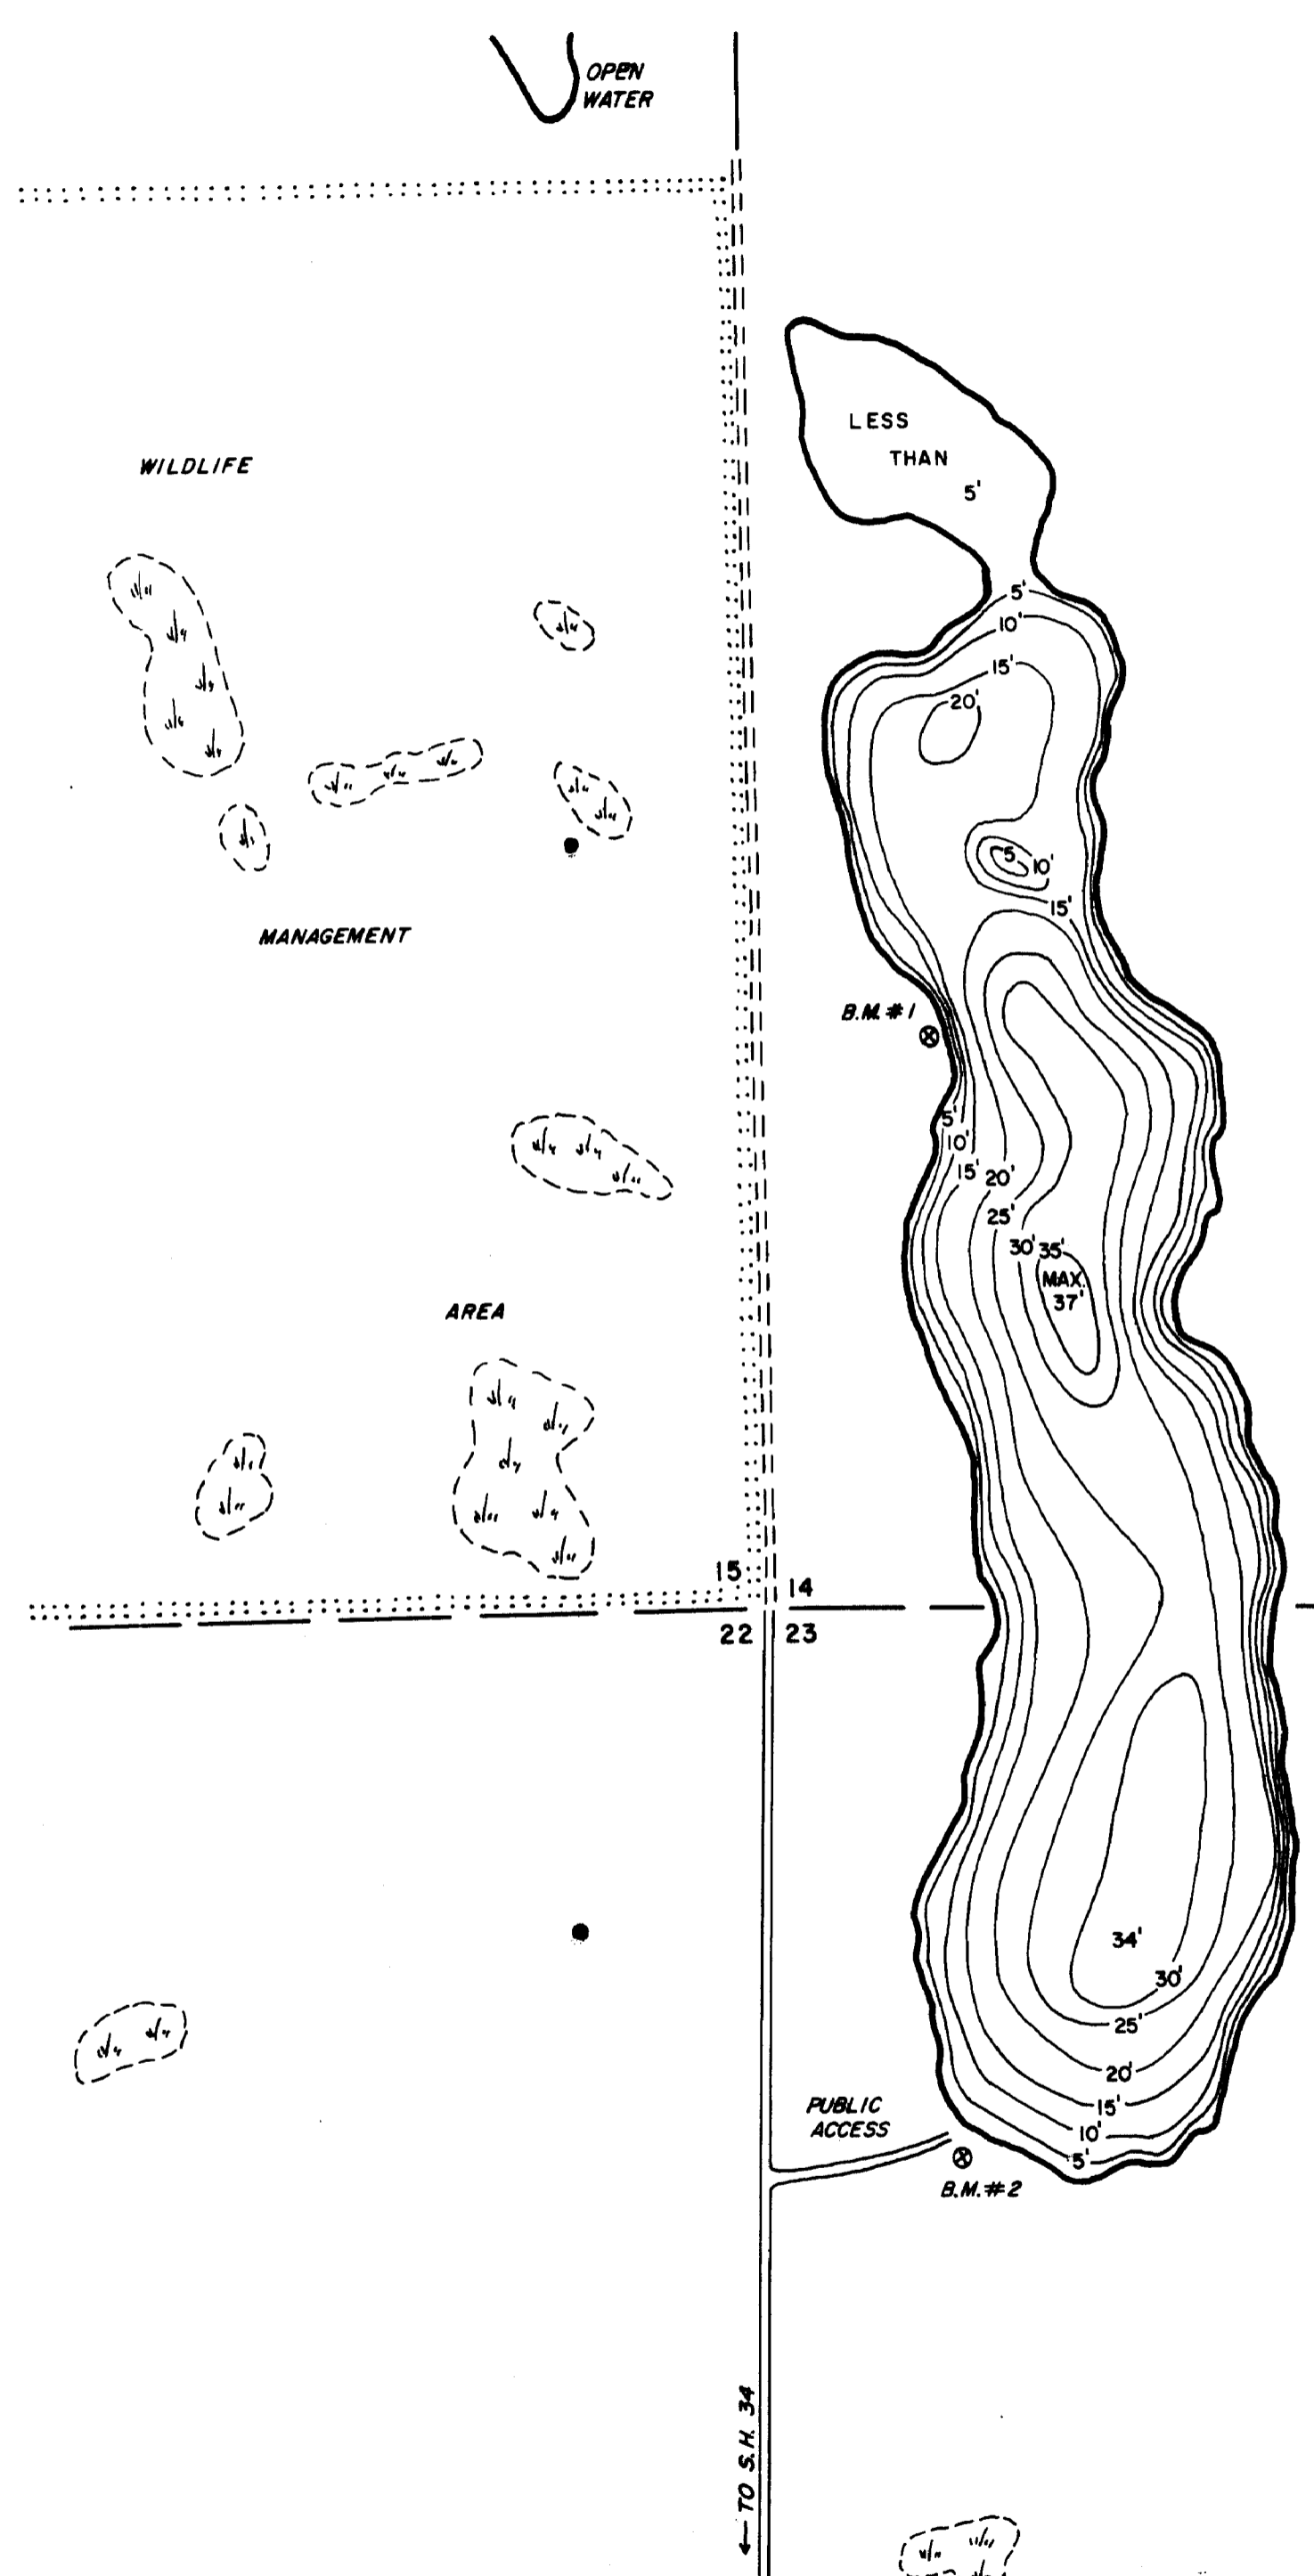 OPEN
WATER
LESS
THAN
5'
WILDLIFE
5'
10'
15'
20'
5
10'
15'
MANAGEMENT
B.M. #1
5'
10'
15'
20'
25'
30'
35'
MAX.
37'
AREA
15
14
22
23
34'
30'
25'
20'
15'
10'
5'
PUBLIC
ACCESS
B.M. #2
← TO S.H. 34